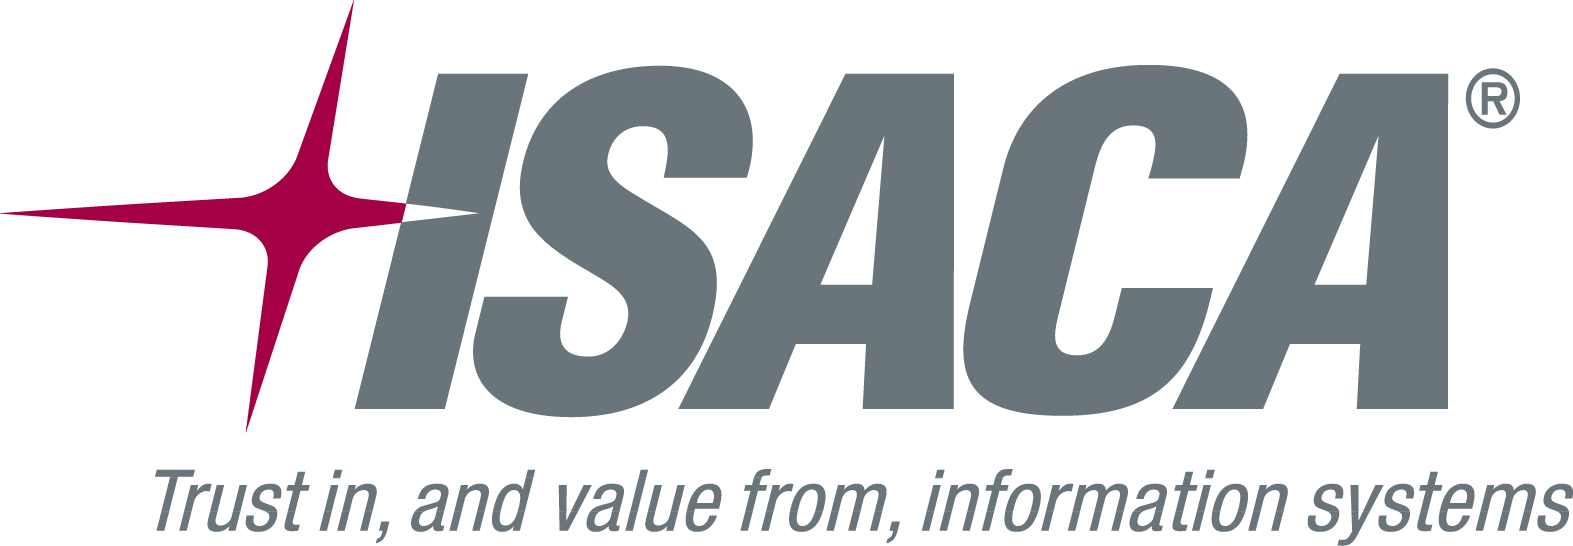 ISACA®
Trust in, and value from, information systems